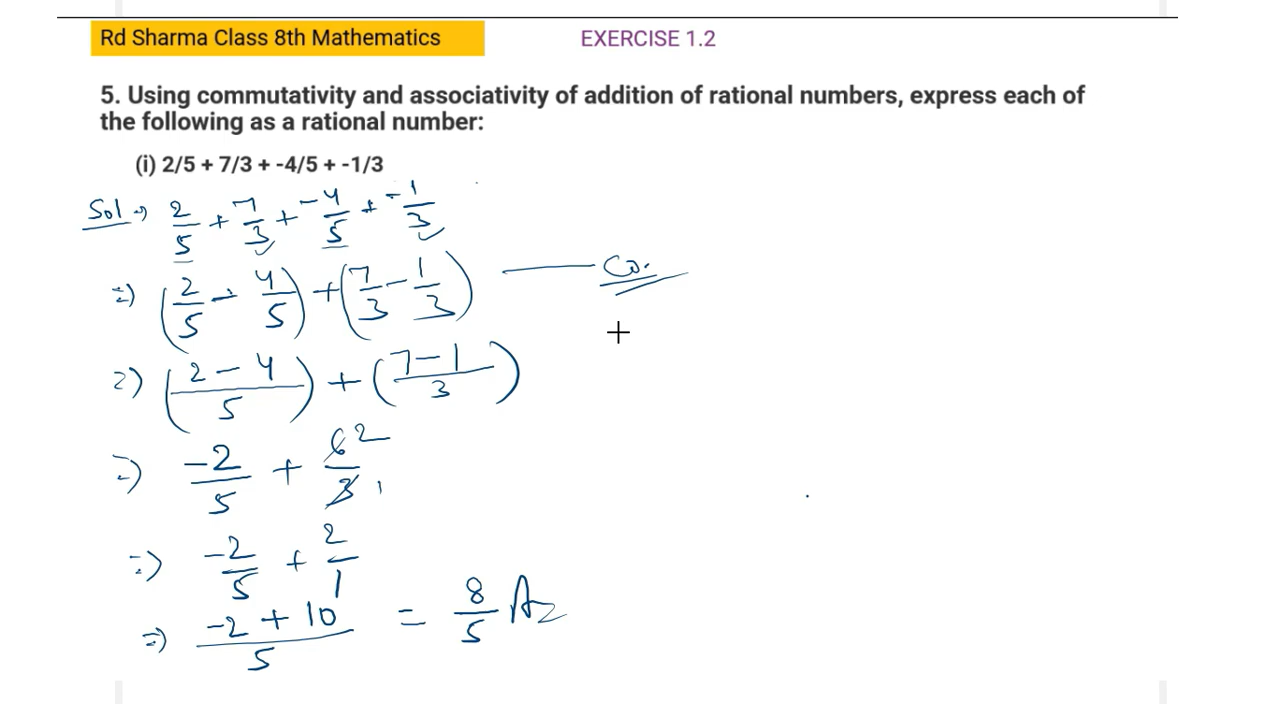 Rd Sharma Class 8th Mathematics
EXERCISE 1.2
5. Using commutativity and associativity of addition of rational numbers, express each of
the following as a rational number:
(i) 2/5 + 7/3 + -4/5 + -1/3
Sol ⇒ 2/5 + 7/3 + -4/5 + -1/3
⇒) (2/5 - 4/5) + (7/3 - 1/3) —— Co.
⇒) (2 - 4/5) + (7 - 1/3)
⇒) -2/5 + 6 2/3 1
⇒) -2/5 + 2/1
⇒) -2 + 10/5 = 8/5